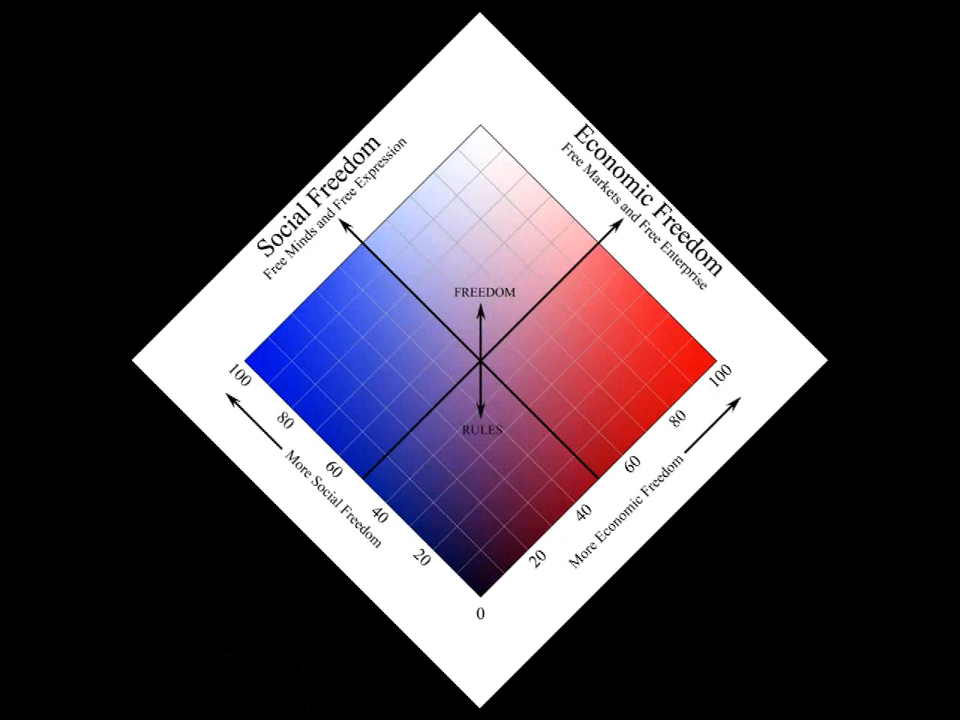 Social Freedom
Free Minds and Free Expression
Economic Freedom
Free Markets and Free Enterprise
FREEDOM
RULES
100
80
60
40
20
0
20
40
60
80
100
More Social Freedom
More Economic Freedom